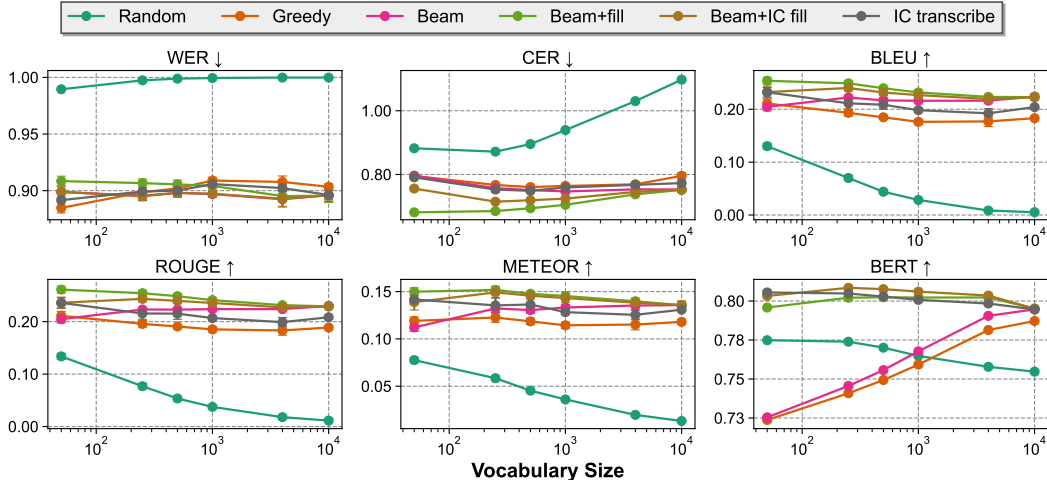 Random Greedy Beam Beam+fill Beam+IC fill IC transcribe
WER ↓ CER ↓ BLEU ↑
1.00 0.95 0.90
1.00 0.80
0.20 0.10 0.00
10² 10³ 10⁴ 10² 10³ 10⁴ 10² 10³ 10⁴
ROUGE ↑ METEOR ↑ BERT ↑
0.20 0.10 0.00
0.15 0.10 0.05
0.80 0.78 0.75 0.73
10² 10³ 10⁴ 10² 10³ 10⁴ 10² 10³ 10⁴
Vocabulary Size